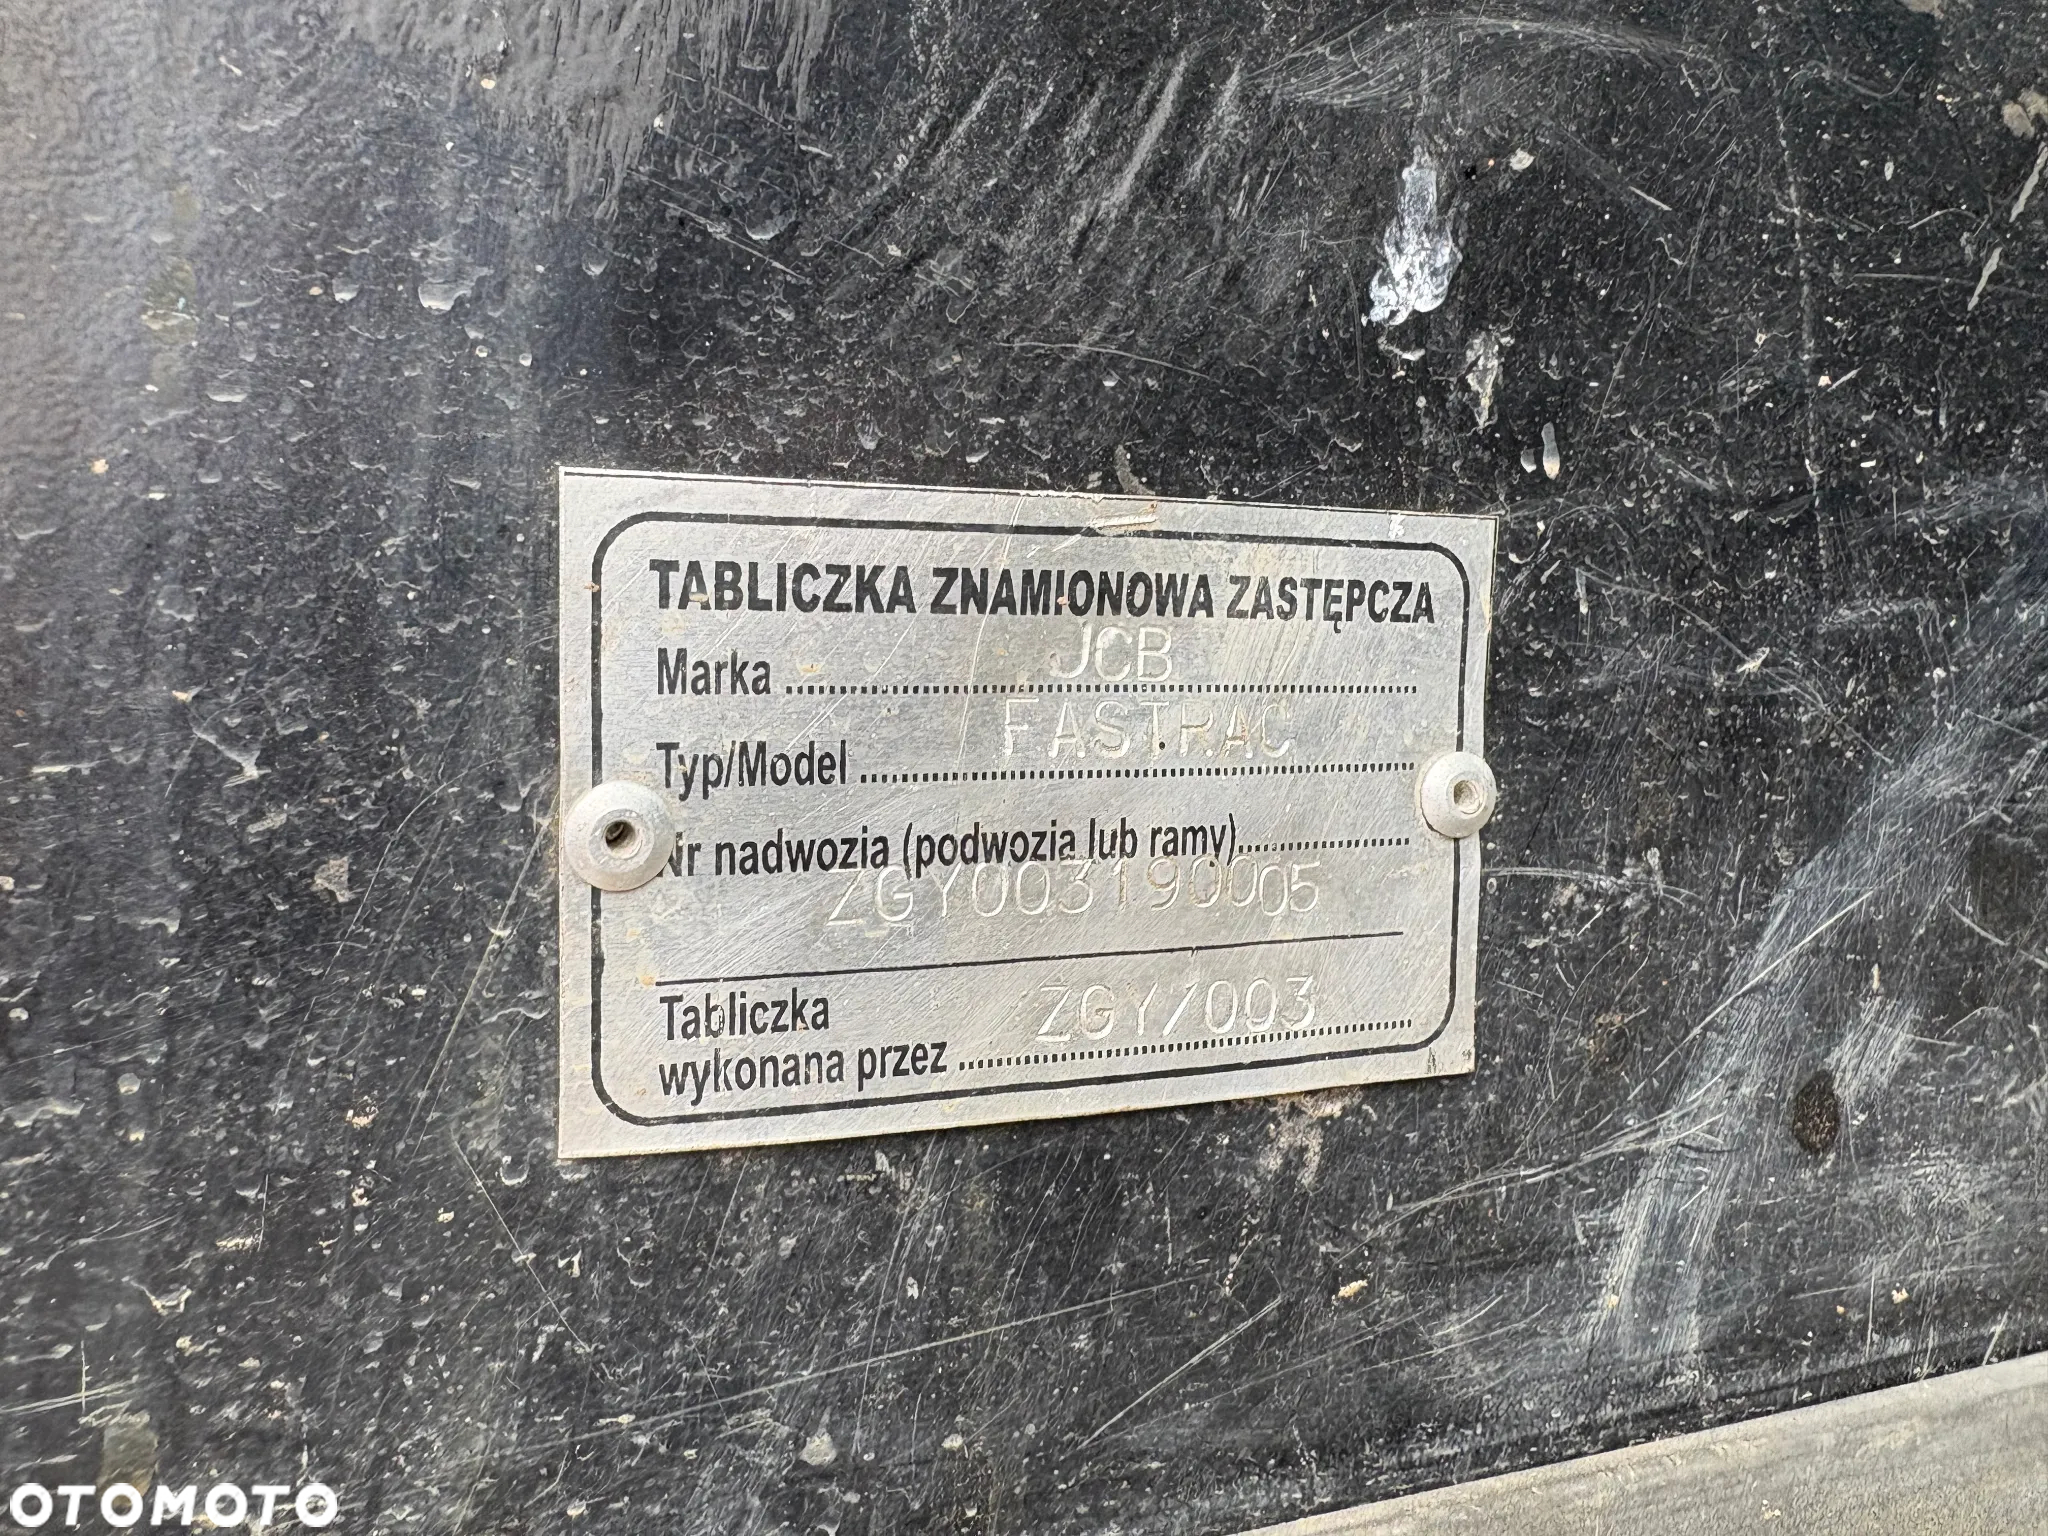 TABLICZKA ZNAMIONOWA ZASTĘPCZA
Marka JCB
Typ/Model FASTRAC
Nr nadwozia (podwozia lub ramy)
ZGY003190005
Tabliczka
wykonana przez ZGY/003
OTOMOTO